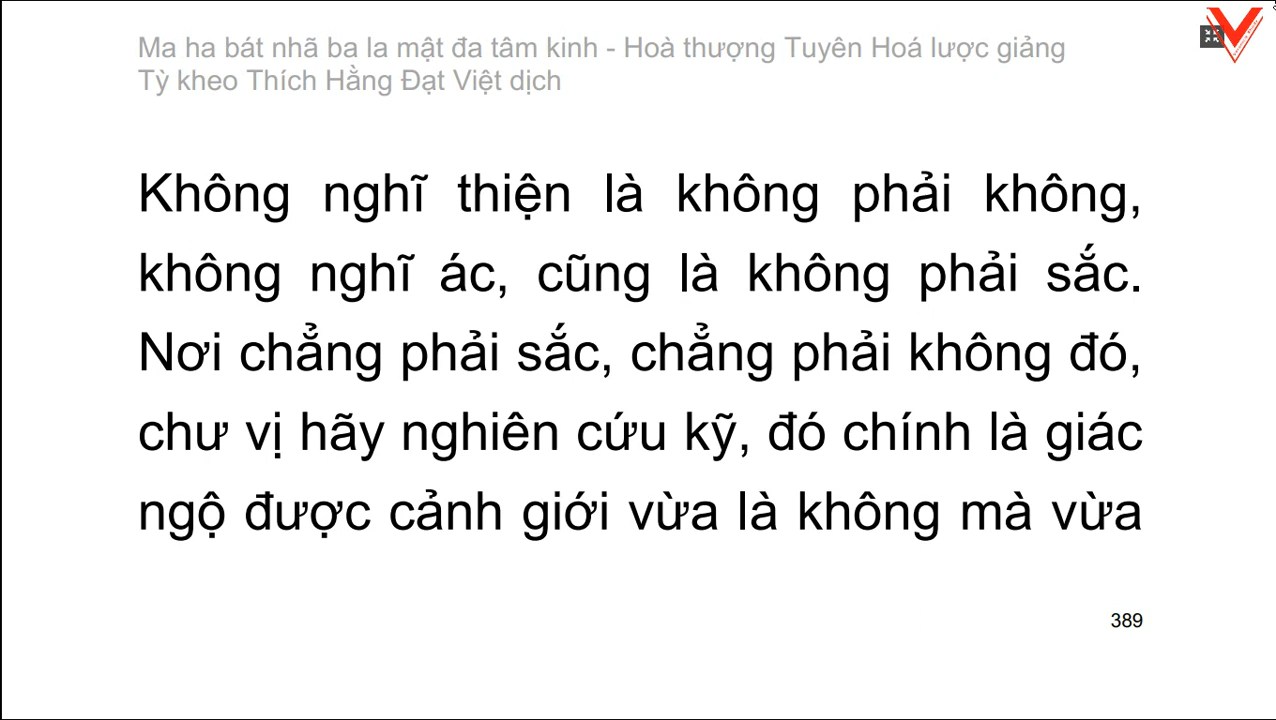 Ma ha bát nhã ba la mật đa tâm kinh - Hoà thượng Tuyên Hoá lược giảng
Tỳ kheo Thích Hằng Đạt Việt dịch
Không nghĩ thiện là không phải không,
không nghĩ ác, cũng là không phải sắc.
Nơi chẳng phải sắc, chẳng phải không đó,
chư vị hãy nghiên cứu kỹ, đó chính là giác
ngộ được cảnh giới vừa là không mà vừa
389